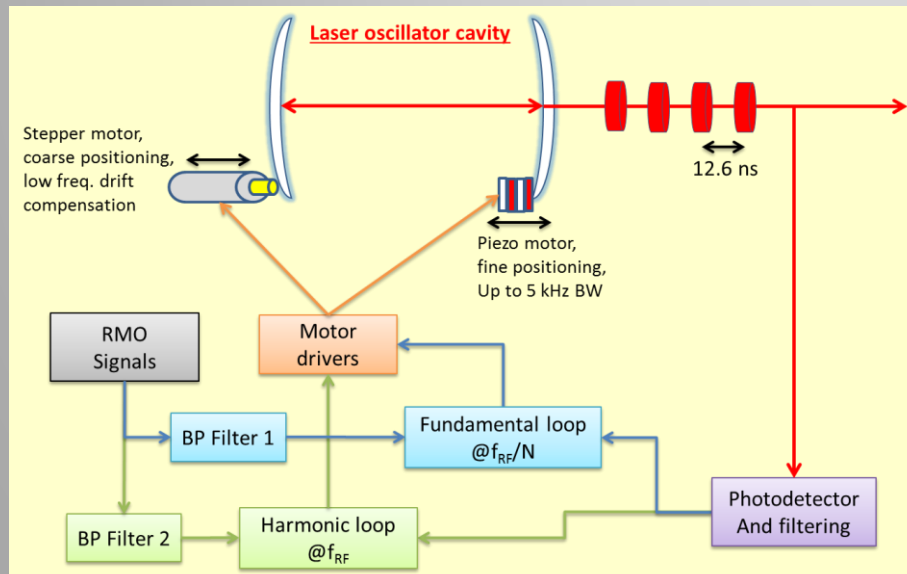 Laser oscillator cavity
Stepper motor,
coarse positioning,
low freq. drift
compensation
12.6 ns
Piezo motor,
fine positioning,
Up to 5 kHz BW
RMO
Signals
Motor
drivers
BP Filter 1
Fundamental loop
@fRF/N
Photodetector
And filtering
BP Filter 2
Harmonic loop
@fRF